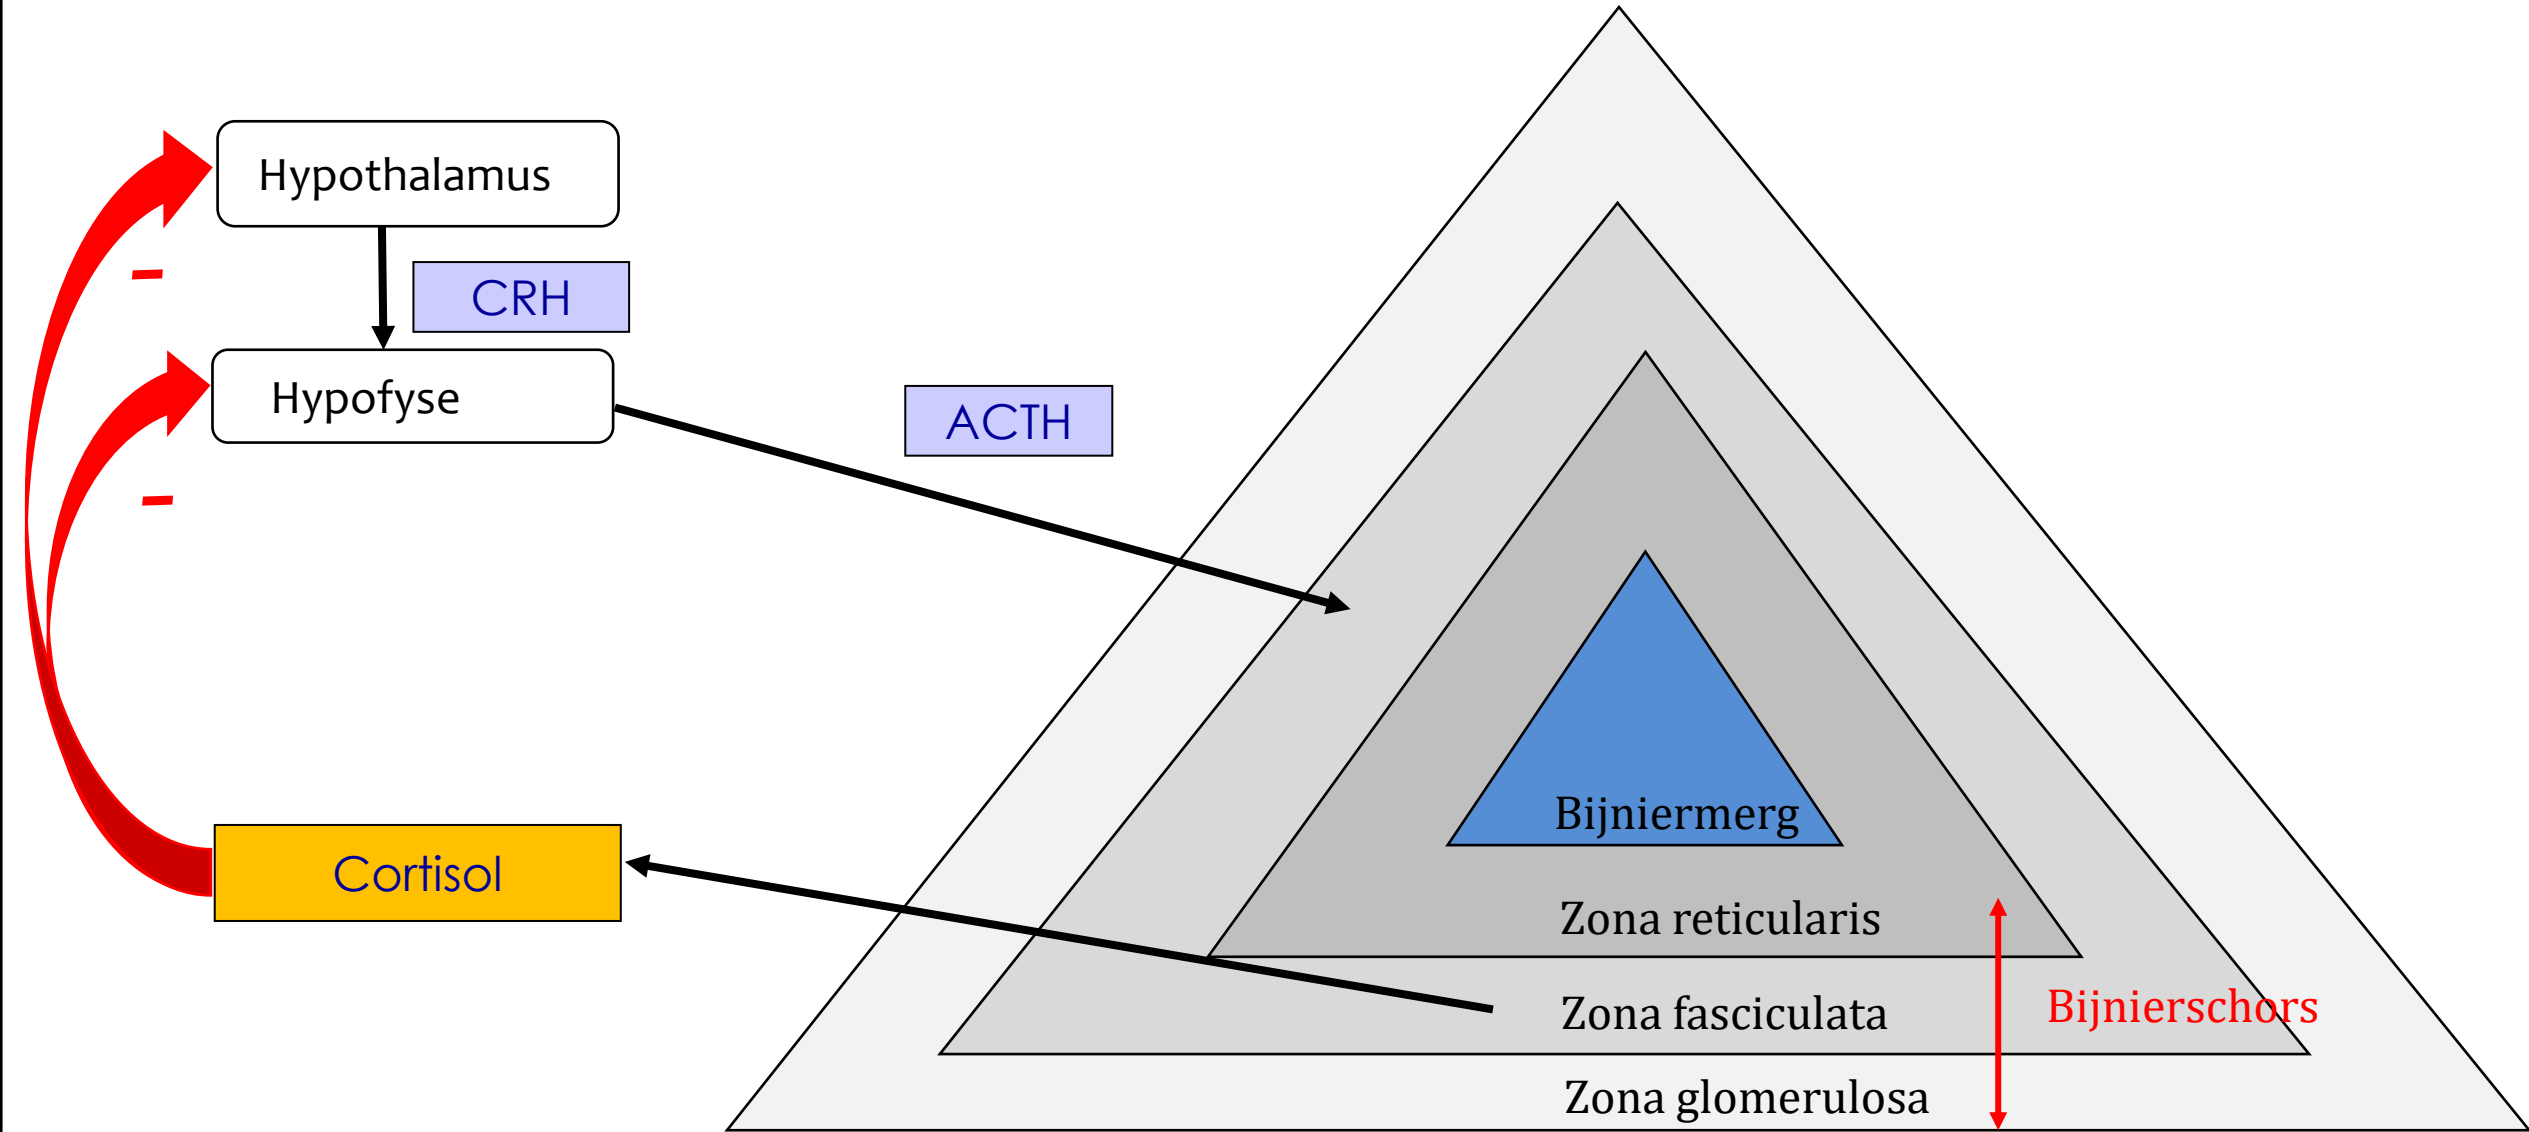 Hypothalamus
-
CRH
Hypofyse
ACTH
-
Bijniermerg
Cortisol
Zona reticularis
Zona fasciculata
Bijnierschors
Zona glomerulosa